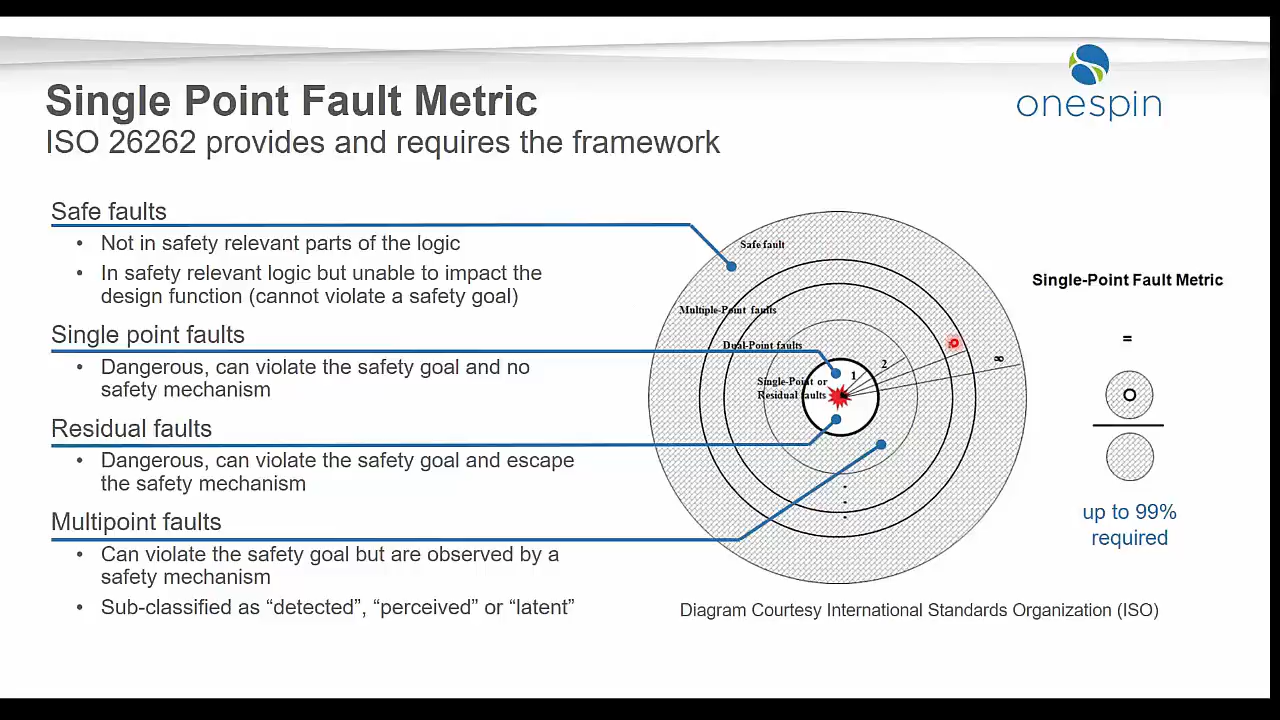 Single Point Fault Metric
ISO 26262 provides and requires the framework
onespin
Safe faults
• Not in safety relevant parts of the logic
• In safety relevant logic but unable to impact the
design function (cannot violate a safety goal)
Single point faults
• Dangerous, can violate the safety goal and no
safety mechanism
Residual faults
• Dangerous, can violate the safety goal and escape
the safety mechanism
Multipoint faults
• Can violate the safety goal but are observed by a
safety mechanism
• Sub-classified as “detected”, “perceived” or “latent”
Safe fault
Multiple-Point faults
Dual-Point faults
Single-Point or
Residual faults
1
2
∞
Single-Point Fault Metric
=
up to 99%
required
Diagram Courtesy International Standards Organization (ISO)